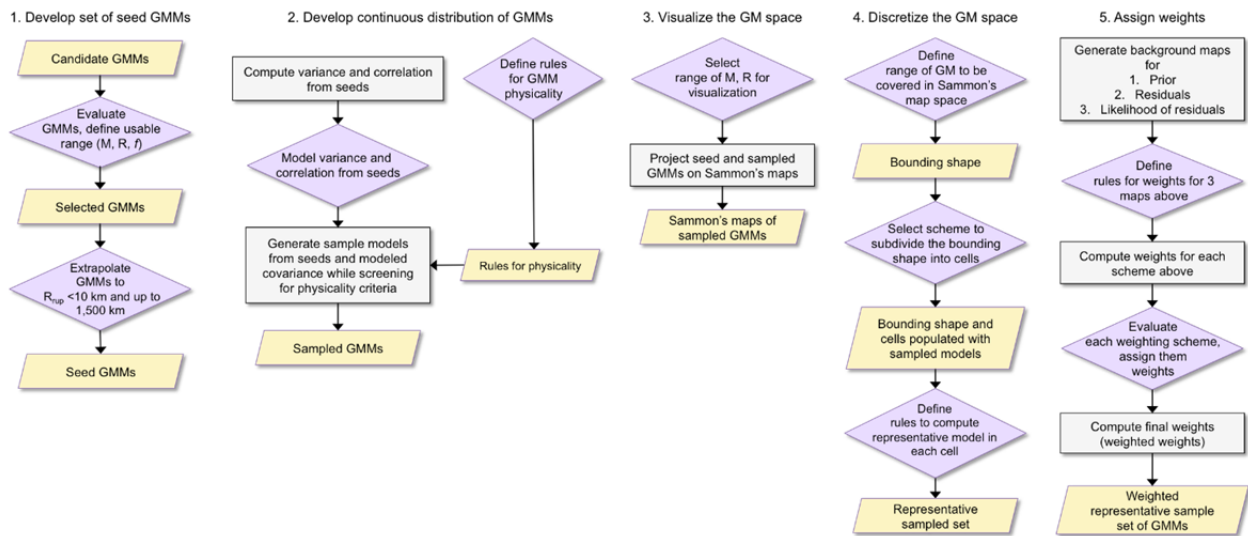 1. Develop set of seed GMMs
Candidate GMMs
Evaluate
GMMs, define usable
range (M, R, f)
Selected GMMs
Extrapolate
GMMs to
Rrup <10 km and up to
1,500 km
Seed GMMs
2. Develop continuous distribution of GMMs
Compute variance and correlation
from seeds
Define rules
for GMM
physicality
Model variance and
correlation from seeds
Generate sample models
from seeds and modeled
covariance while screening
for physicality criteria
Rules for physicality
Sampled GMMs
3. Visualize the GM space
Select
range of M, R for
visualization
Project seed and sampled
GMMs on Sammon's maps
Sammon's maps of
sampled GMMs
4. Discretize the GM space
Define
range of GM to be
covered in Sammon's
map space
Bounding shape
Select scheme to
subdivide the bounding
shape into cells
Bounding shape and
cells populated with
sampled models
Define
rules to compute
representative model in
each cell
Representative
sampled set
5. Assign weights
Generate background maps
for
1. Prior
2. Residuals
3. Likelihood of residuals
Define
rules for weights for 3
maps above
Compute weights for each
scheme above
Evaluate
each weighting scheme,
assign them
weights
Compute final weights
(weighted weights)
Weighted
representative sample
set of GMMs